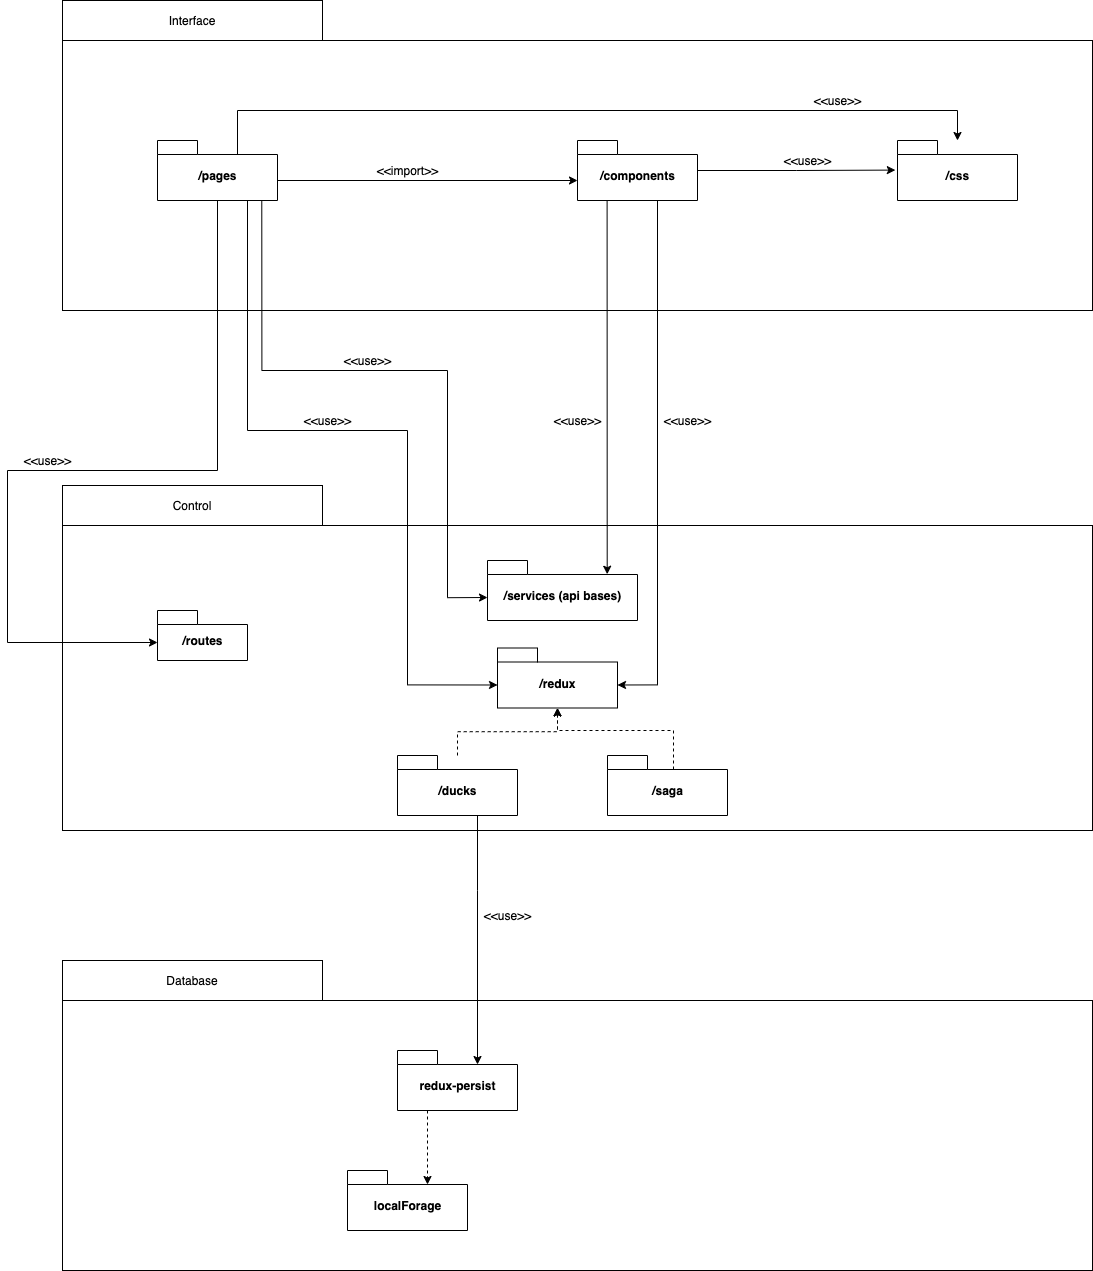 Interface
<<use>>
/pages
<<import>>
/components
<<use>>
/css
<<use>>
<<use>>
<<use>>
<<use>>
<<use>>
Control
/services (api bases)
/routes
/redux
/ducks
/saga
<<use>>
Database
redux-persist
localForage